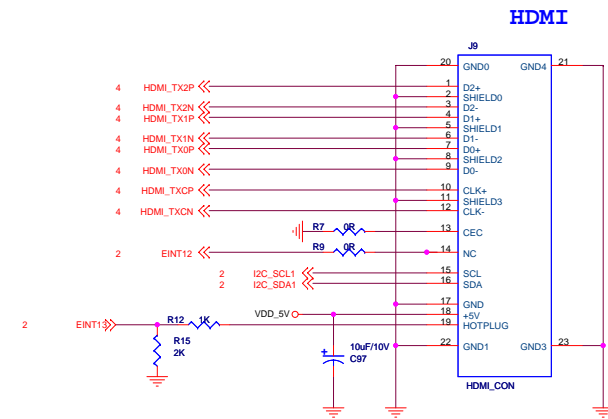 HDMI
J9
20 GND0 GND4 21
4 HDMI_TX2P 1 D2+
2 SHIELD0
4 HDMI_TX2N 3 D2-
4 HDMI_TX1P 4 D1+
5 SHIELD1
4 HDMI_TX1N 6 D1-
4 HDMI_TX0P 7 D0+
8 SHIELD2
4 HDMI_TX0N 9 D0-
4 HDMI_TXCP 10 CLK+
11 SHIELD3
4 HDMI_TXCN 12 CLK-
R7 0R 13 CEC
2 EINT12 R9 0R 14 NC
2 I2C_SCL1 15 SCL
2 I2C_SDA1 16 SDA
17 GND
VDD_5V 18 +5V
2 EINT13 R12 1K 19 HOTPLUG
R15
2K
22 GND1 GND3 23
+ 10uF/10V
C97
HDMI_CON